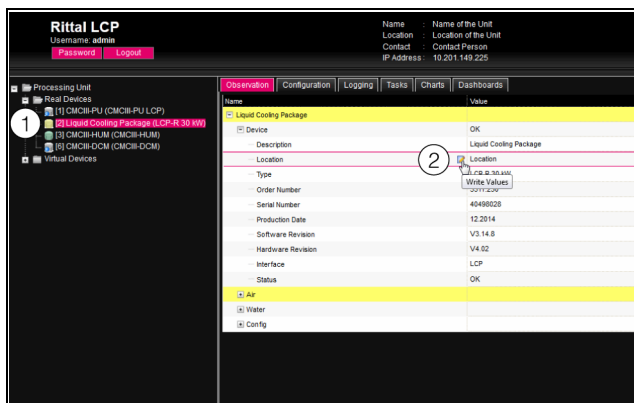 Rittal LCP
Username: admin
Password Logout
Name : Name of the Unit
Location : Location of the Unit
Contact : Contact Person
IP Address : 10.201.149.225
Processing Unit
Real Devices
[1] CMCIII-PU (CMCIII-PU LCP)
[2] Liquid Cooling Package (LCP-R 30 kW)
[3] CMCIII-HUM (CMCIII-HUM)
[6] CMCIII-DCM (CMCIII-DCM)
Virtual Devices
1
Observation Configuration Logging Tasks Charts Dashboards
Name Value
Liquid Cooling Package
Device OK
Description Liquid Cooling Package
Location 2 Location
Type LCP-R 30 kW
Write Values
Order Number
Serial Number 40498028
Production Date 12.2014
Software Revision V3.14.8
Hardware Revision V4.02
Interface LCP
Status OK
Air
Water
Config